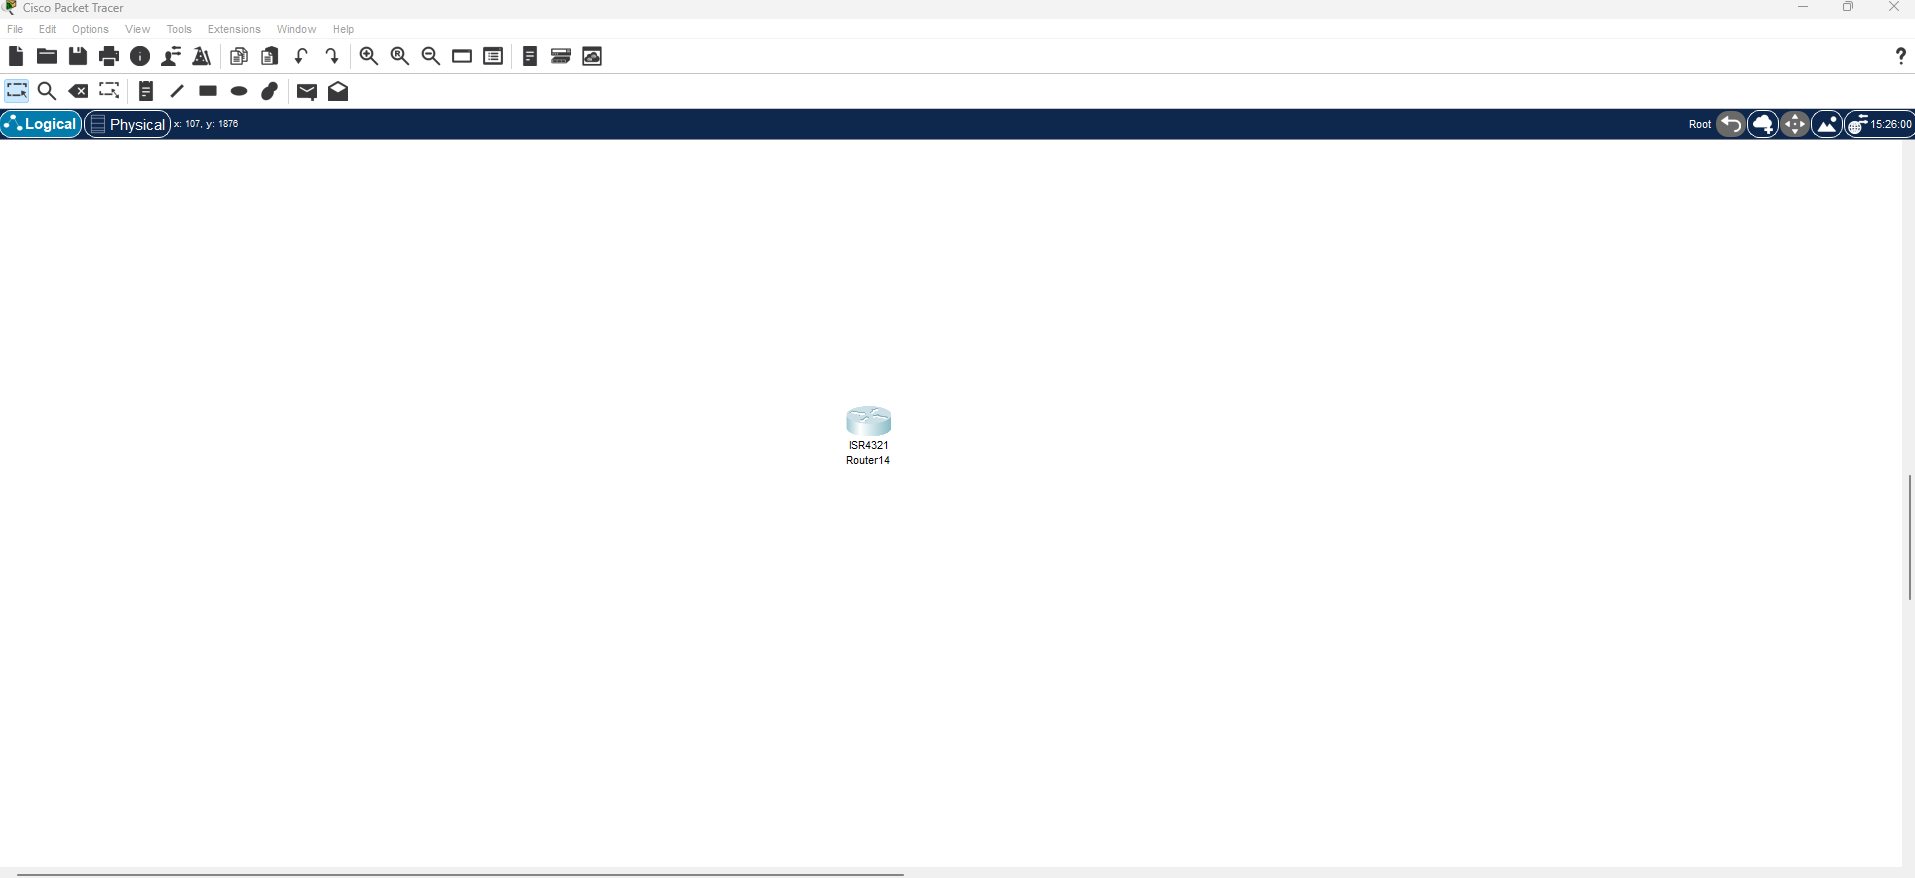 Cisco Packet Tracer
File Edit Options View Tools Extensions Window Help
Logical Physical x: 107, y: 1876 Root 15:26:00
ISR4321
Router14